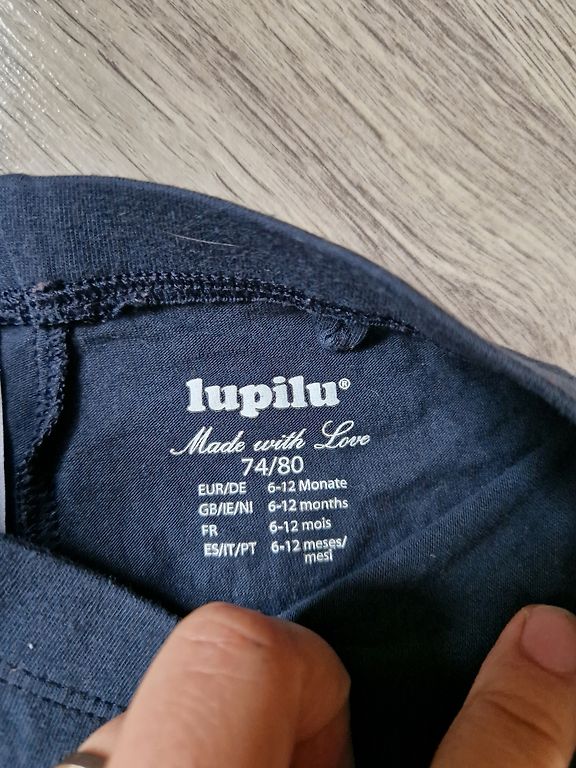 lupilu®
Made with Love
74/80
EUR/DE 6-12 Monate
GB/IE/NI 6-12 months
FR 6-12 mois
ES/IT/PT 6-12 meses/
mesi